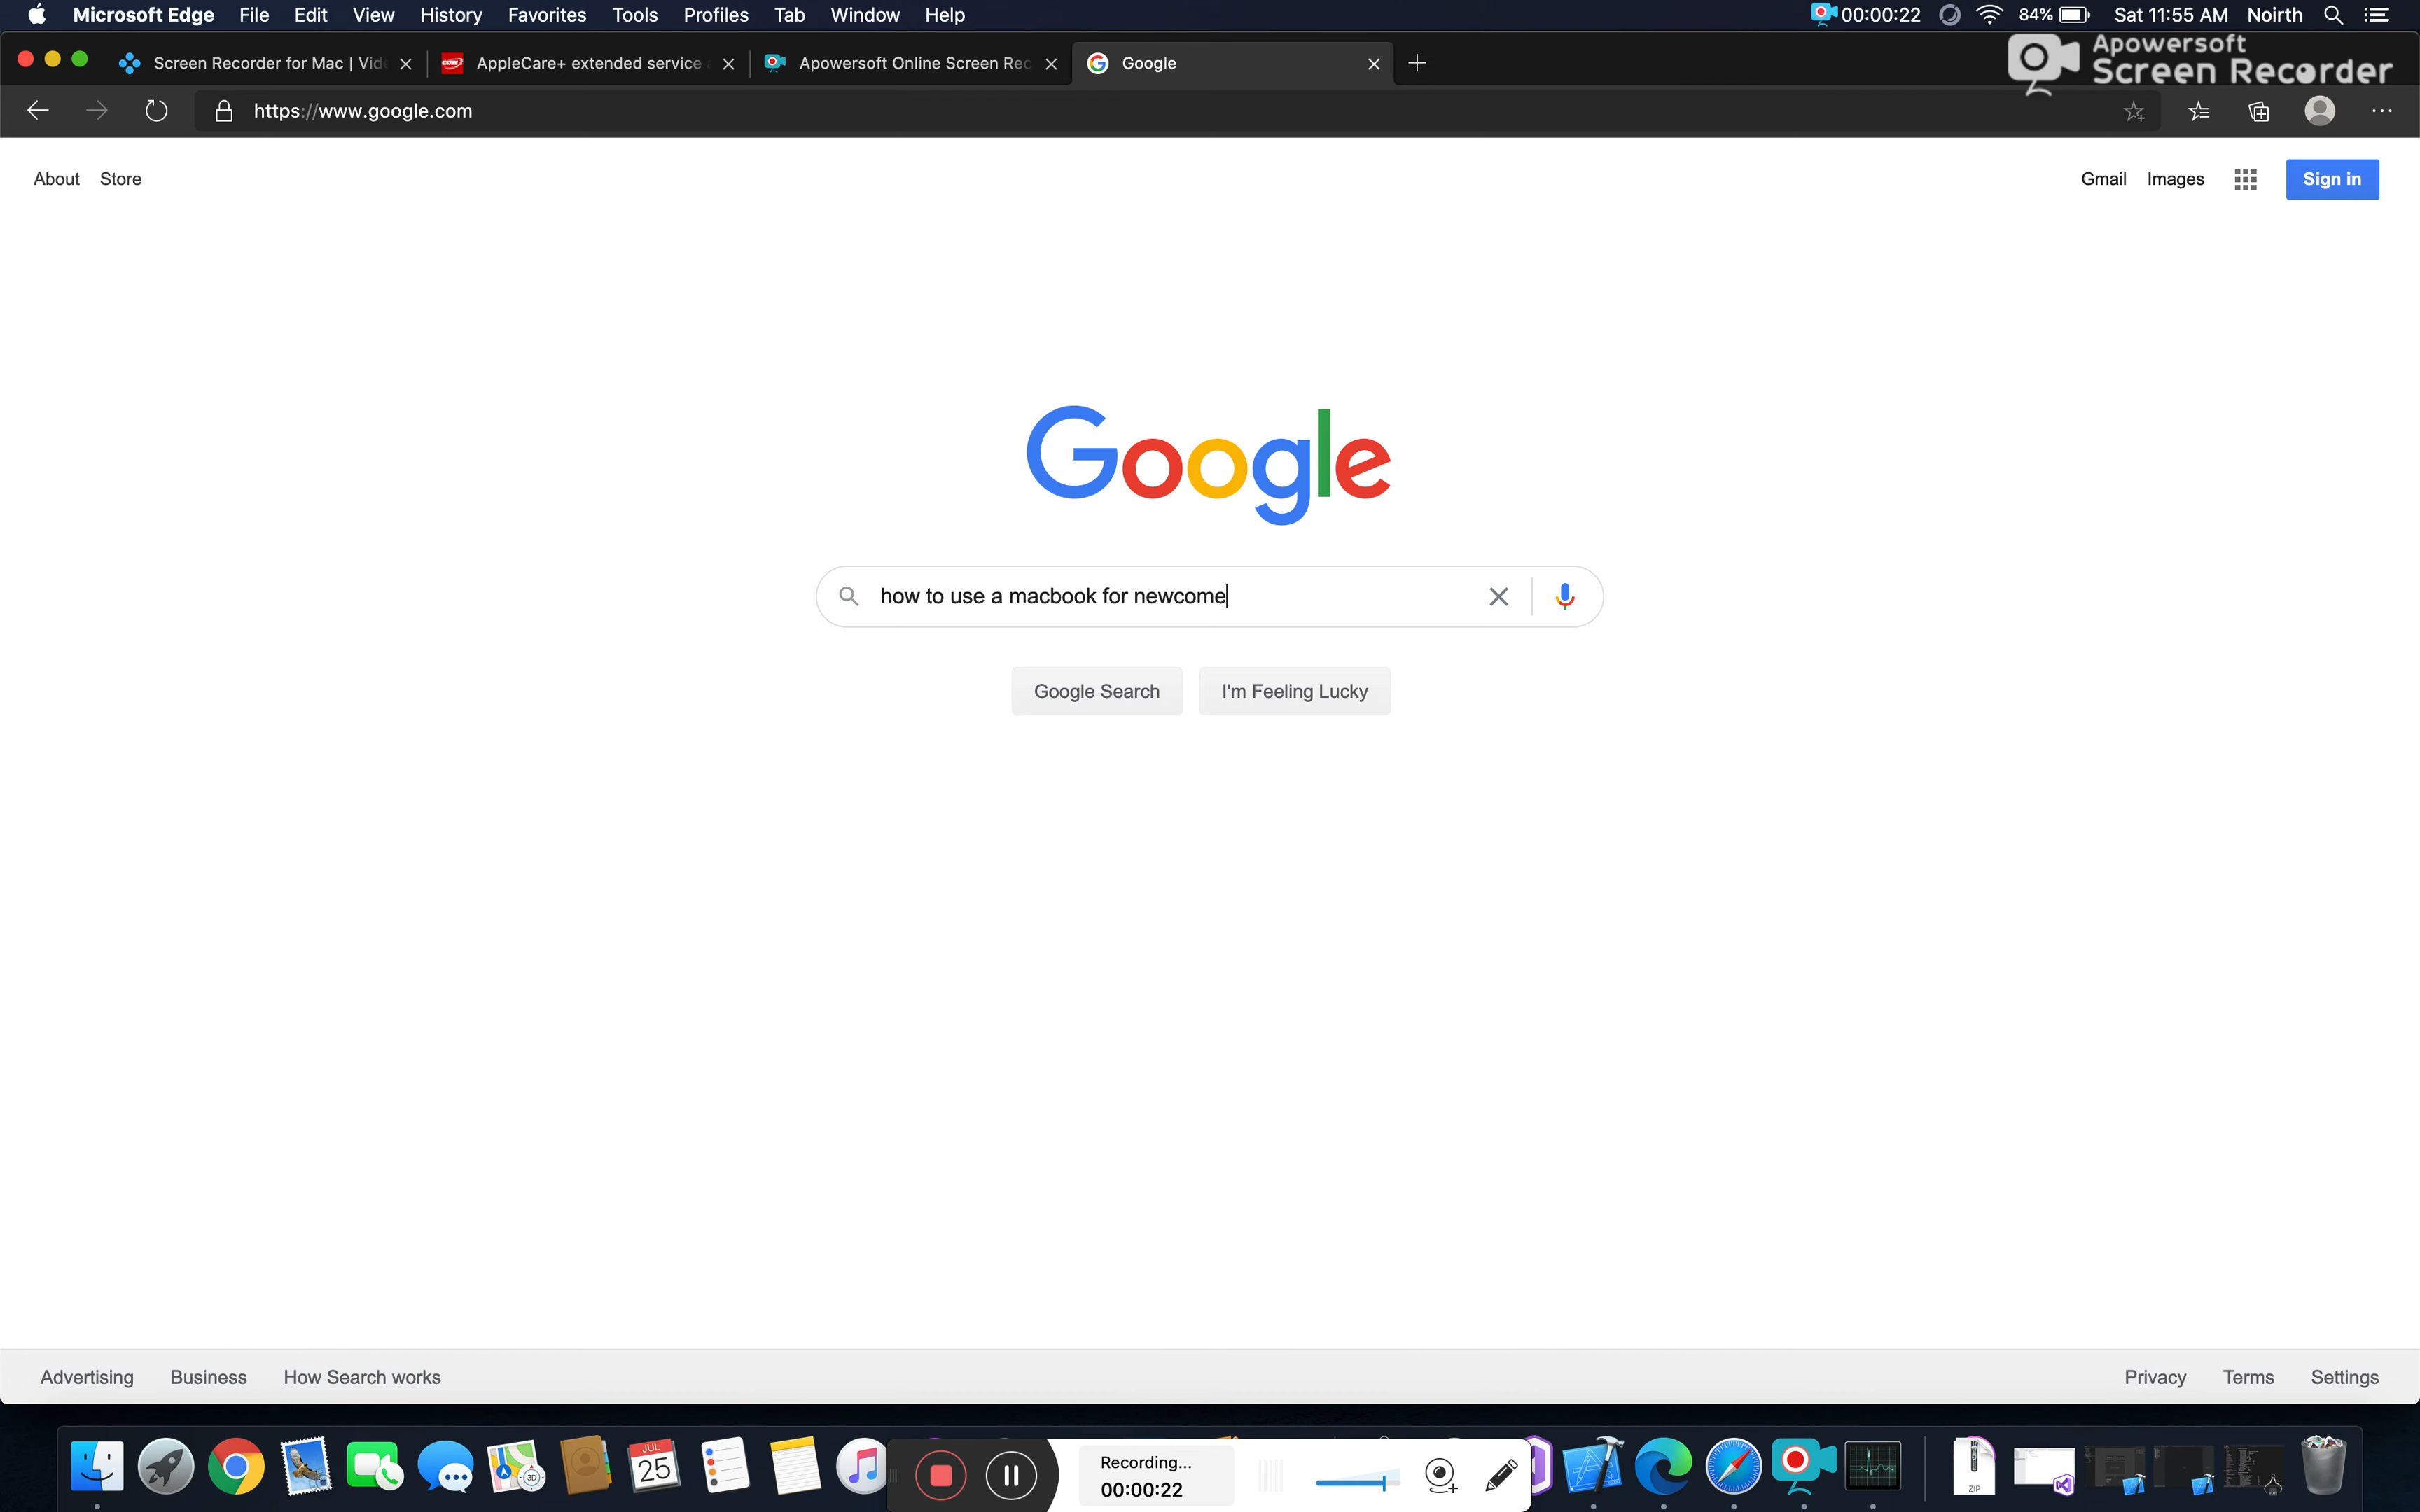 Microsoft Edge File Edit View History Favorites Tools Profiles Tab Window Help 00:00:22 84% Sat 11:55 AM Noirth
Screen Recorder for Mac | Vid AppleCare+ extended service Apowersoft Online Screen Rec Google
Apowersoft
Screen Recorder
https://www.google.com
About Store Gmail Images Sign in
Google
how to use a macbook for newcome
Google Search I'm Feeling Lucky
Advertising Business How Search works Privacy Terms Settings
JUL
25
3D
Recording...
00:00:22
ZIP